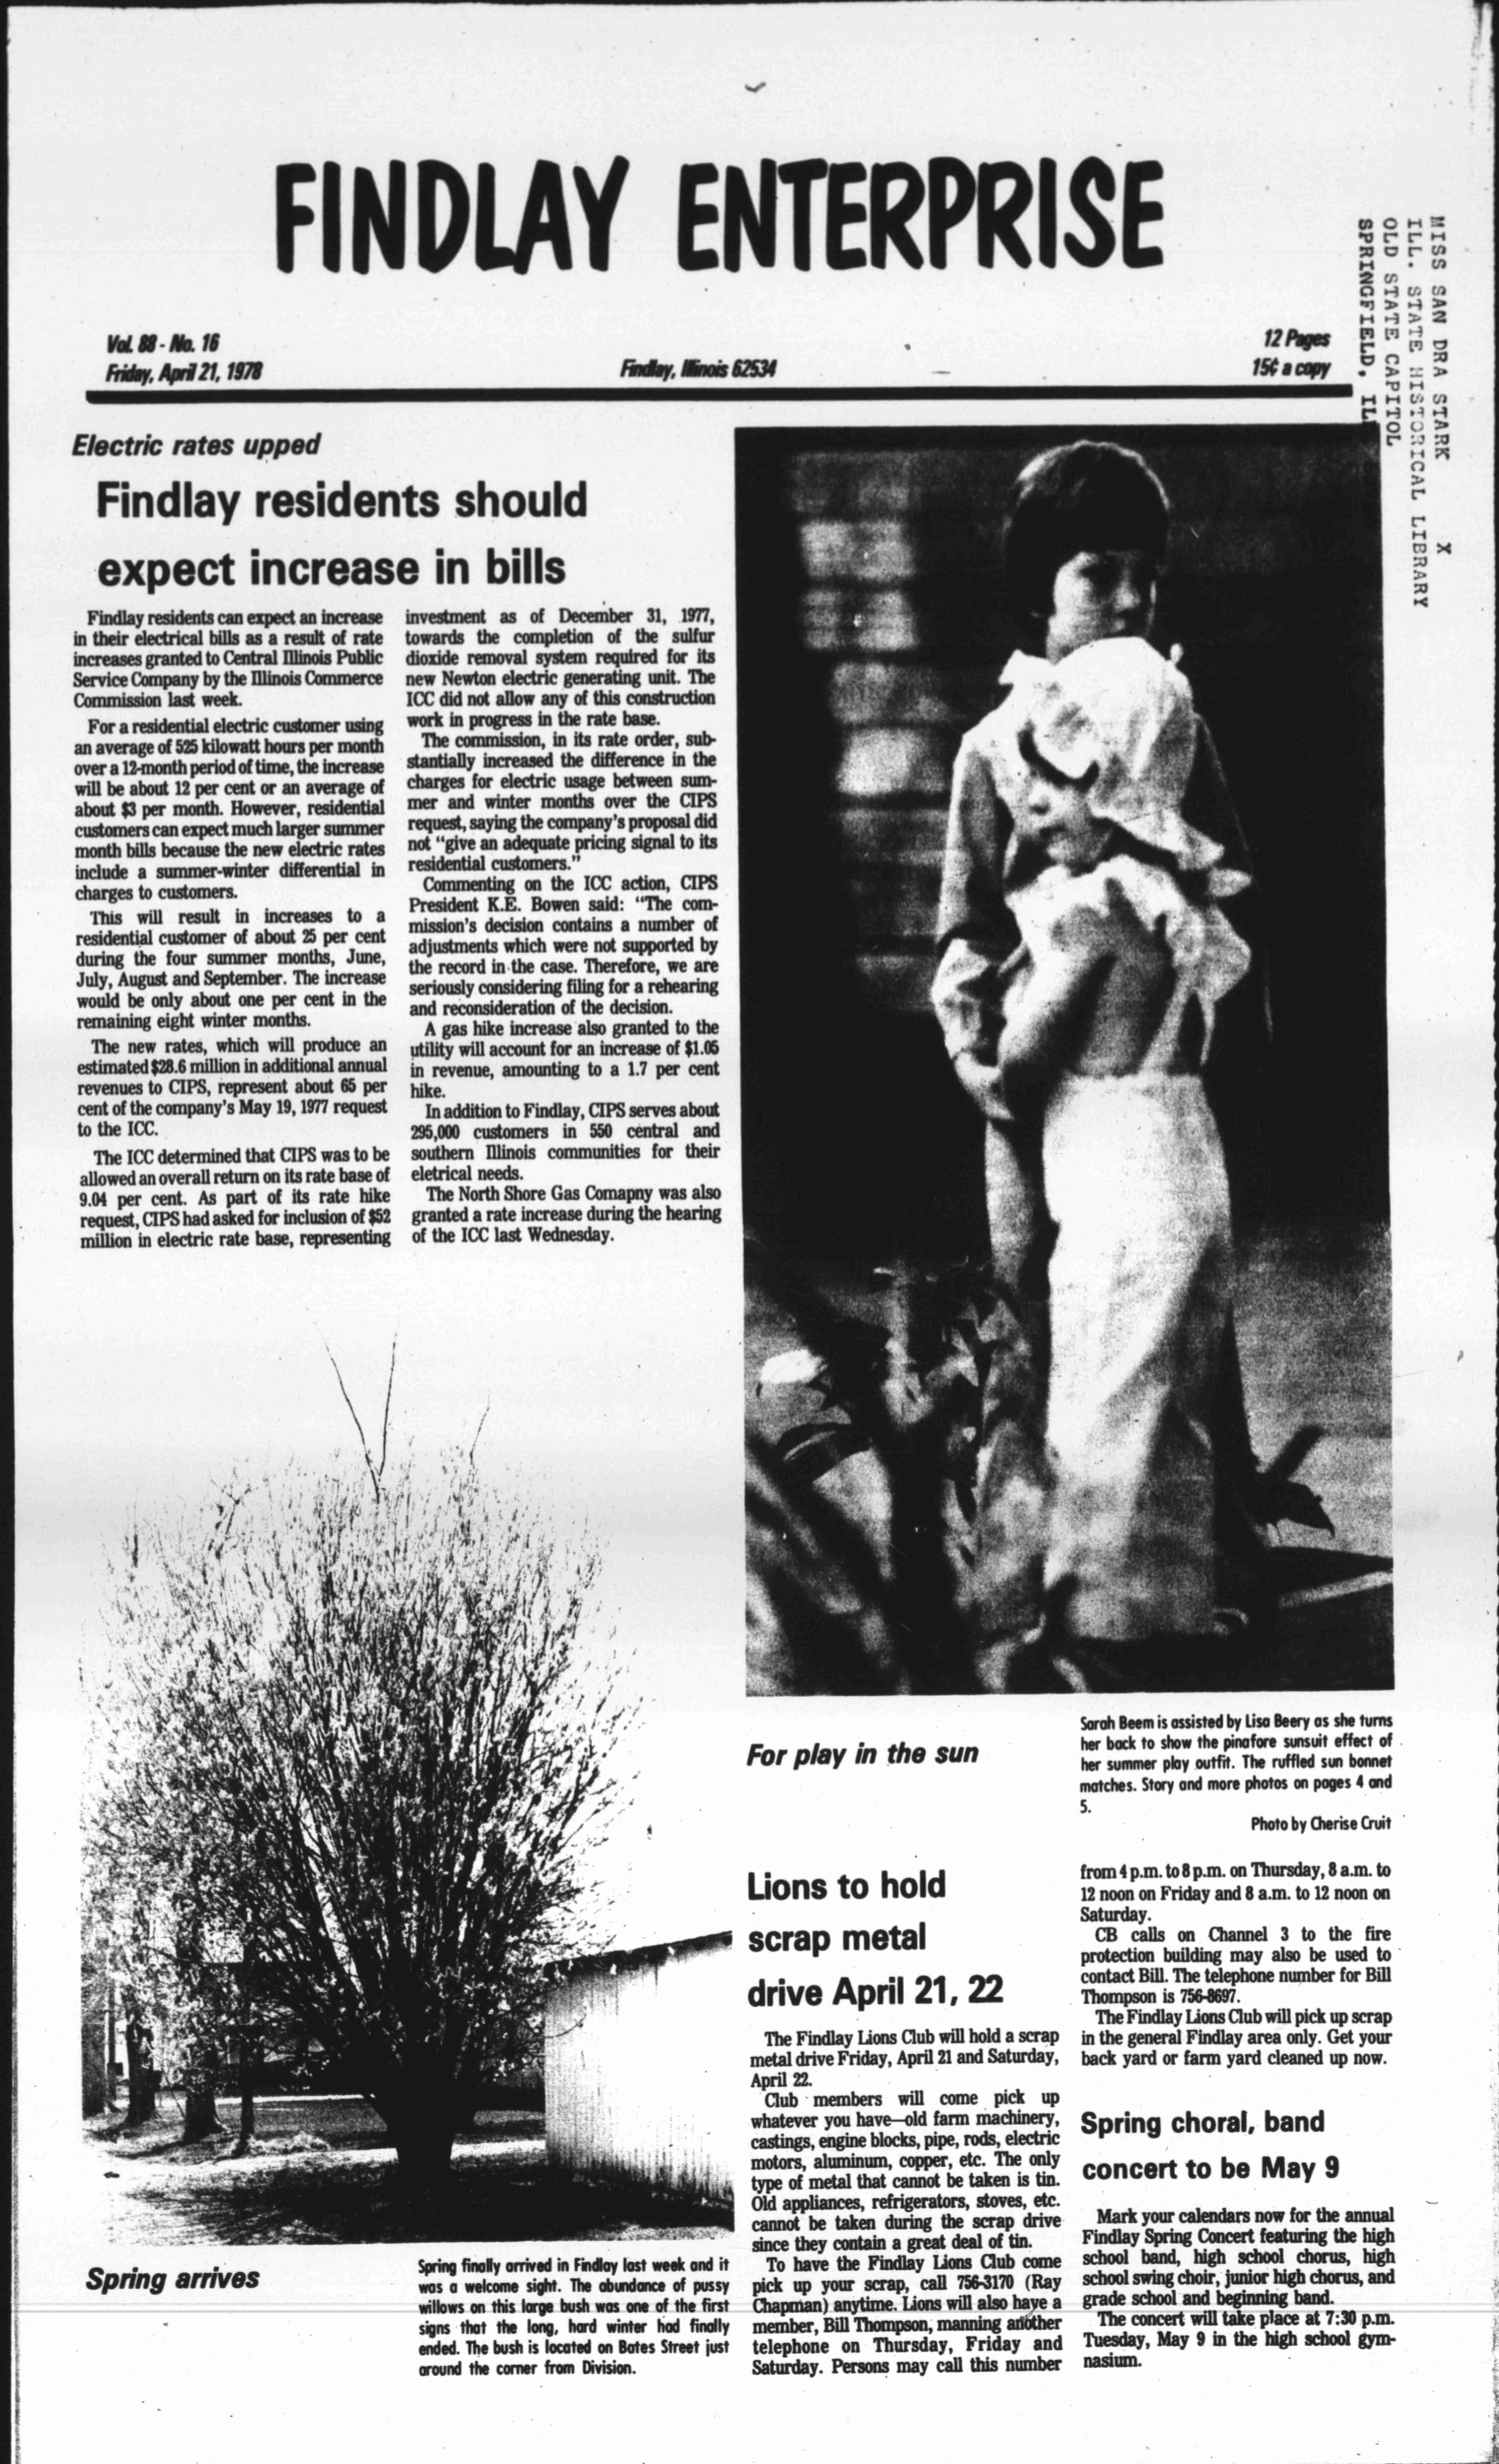 FINDLAY ENTERPRISE
MISS SAN DRA STARK X
ILL. STATE HISTORICAL LIBRARY
OLD STATE CAPITOL
SPRINGFIELD, IL
Vol. 88 - No. 16
Friday, April 21, 1978
Findlay, Illinois 62534
12 Pages
15¢ a copy
Electric rates upped
Findlay residents should
expect increase in bills
Findlay residents can expect an increase
in their electrical bills as a result of rate
increases granted to Central Illinois Public
Service Company by the Illinois Commerce
Commission last week.
For a residential electric customer using
an average of 525 kilowatt hours per month
over a 12-month period of time, the increase
will be about 12 per cent or an average of
about $3 per month. However, residential
customers can expect much larger summer
month bills because the new electric rates
include a summer-winter differential in
charges to customers.
This will result in increases to a
residential customer of about 25 per cent
during the four summer months, June,
July, August and September. The increase
would be only about one per cent in the
remaining eight winter months.
The new rates, which will produce an
estimated $28.6 million in additional annual
revenues to CIPS, represent about 65 per
cent of the company's May 19, 1977 request
to the ICC.
The ICC determined that CIPS was to be
allowed an overall return on its rate base of
9.04 per cent. As part of its rate hike
request, CIPS had asked for inclusion of $52
million in electric rate base, representing
investment as of December 31, 1977,
towards the completion of the sulfur
dioxide removal system required for its
new Newton electric generating unit. The
ICC did not allow any of this construction
work in progress in the rate base.
The commission, in its rate order, sub-
stantially increased the difference in the
charges for electric usage between sum-
mer and winter months over the CIPS
request, saying the company's proposal did
not "give an adequate pricing signal to its
residential customers."
Commenting on the ICC action, CIPS
President K.E. Bowen said: "The com-
mission's decision contains a number of
adjustments which were not supported by
the record in the case. Therefore, we are
seriously considering filing for a rehearing
and reconsideration of the decision.
A gas hike increase also granted to the
utility will account for an increase of $1.05
in revenue, amounting to a 1.7 per cent
hike.
In addition to Findlay, CIPS serves about
295,000 customers in 550 central and
southern Illinois communities for their
eletrical needs.
The North Shore Gas Comapny was also
granted a rate increase during the hearing
of the ICC last Wednesday.
For play in the sun
Sarah Beem is assisted by Lisa Beery as she turns
her back to show the pinafore sunsuit effect of
her summer play outfit. The ruffled sun bonnet
matches. Story and more photos on pages 4 and
5.
Photo by Cherise Cruit
Spring arrives
Spring finally arrived in Findlay last week and it
was a welcome sight. The abundance of pussy
willows on this large bush was one of the first
signs that the long, hard winter had finally
ended. The bush is located on Bates Street just
around the corner from Division.
Lions to hold
scrap metal
drive April 21, 22
The Findlay Lions Club will hold a scrap
metal drive Friday, April 21 and Saturday,
April 22.
Club members will come pick up
whatever you have—old farm machinery,
castings, engine blocks, pipe, rods, electric
motors, aluminum, copper, etc. The only
type of metal that cannot be taken is tin.
Old appliances, refrigerators, stoves, etc.
cannot be taken during the scrap drive
since they contain a great deal of tin.
To have the Findlay Lions Club come
pick up your scrap, call 756-3170 (Ray
Chapman) anytime. Lions will also have a
member, Bill Thompson, manning another
telephone on Thursday, Friday and
Saturday. Persons may call this number
from 4 p.m. to 8 p.m. on Thursday, 8 a.m. to
12 noon on Friday and 8 a.m. to 12 noon on
Saturday.
CB calls on Channel 3 to the fire
protection building may also be used to
contact Bill. The telephone number for Bill
Thompson is 756-8697.
The Findlay Lions Club will pick up scrap
in the general Findlay area only. Get your
back yard or farm yard cleaned up now.
Spring choral, band
concert to be May 9
Mark your calendars now for the annual
Findlay Spring Concert featuring the high
school band, high school chorus, high
school swing choir, junior high chorus, and
grade school and beginning band.
The concert will take place at 7:30 p.m.
Tuesday, May 9 in the high school gym-
nasium.